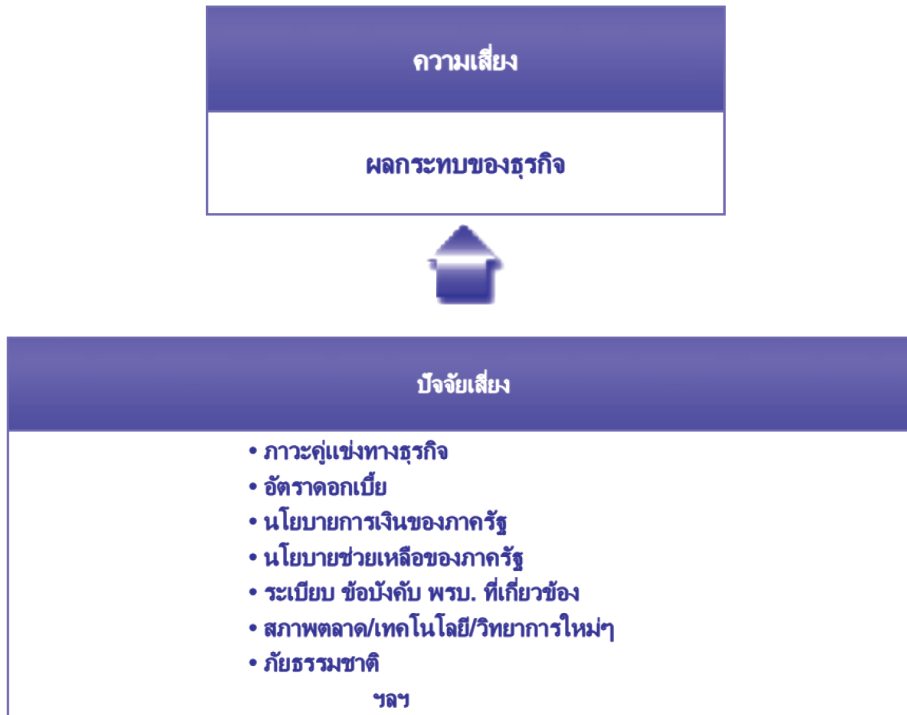 ความเสี่ยง
ผลกระทบของธุรกิจ
ปัจจัยเสี่ยง
• ภาวะคู่แข่งทางธุรกิจ
• อัตราดอกเบี้ย
• นโยบายการเงินของภาครัฐ
• นโยบายช่วยเหลือของภาครัฐ
• ระเบียบ ข้อบังคับ พรบ. ที่เกี่ยวข้อง
• สภาพตลาด/เทคโนโลยี/วิทยาการใหม่ๆ
• ภัยธรรมชาติ
ฯลฯ